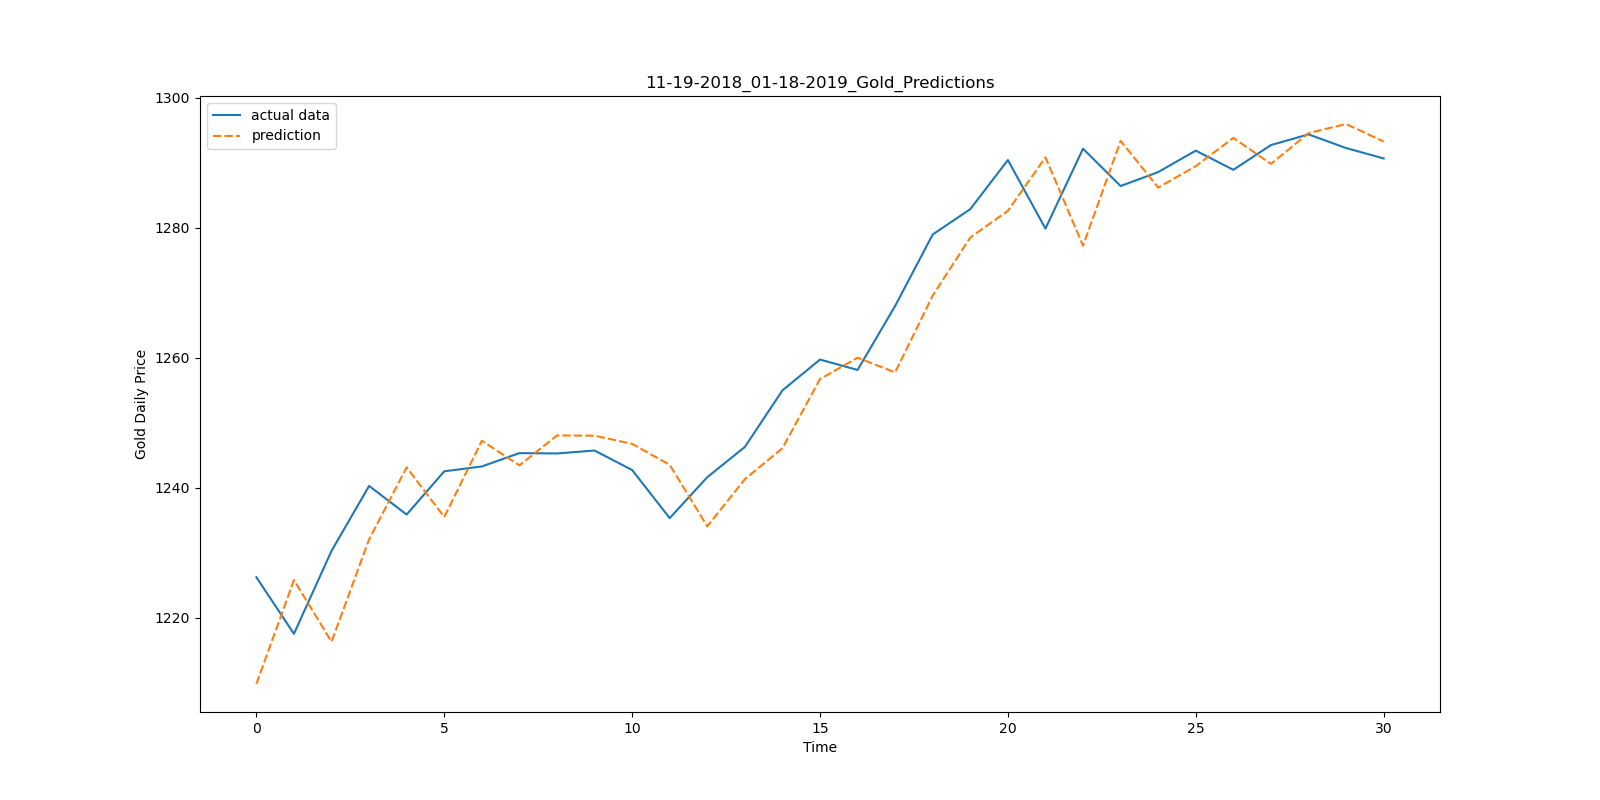 11-19-2018_01-18-2019_Gold_Predictions
actual data
prediction
1300
1280
1260
1240
1220
Gold Daily Price
0 5 10 15 20 25 30
Time